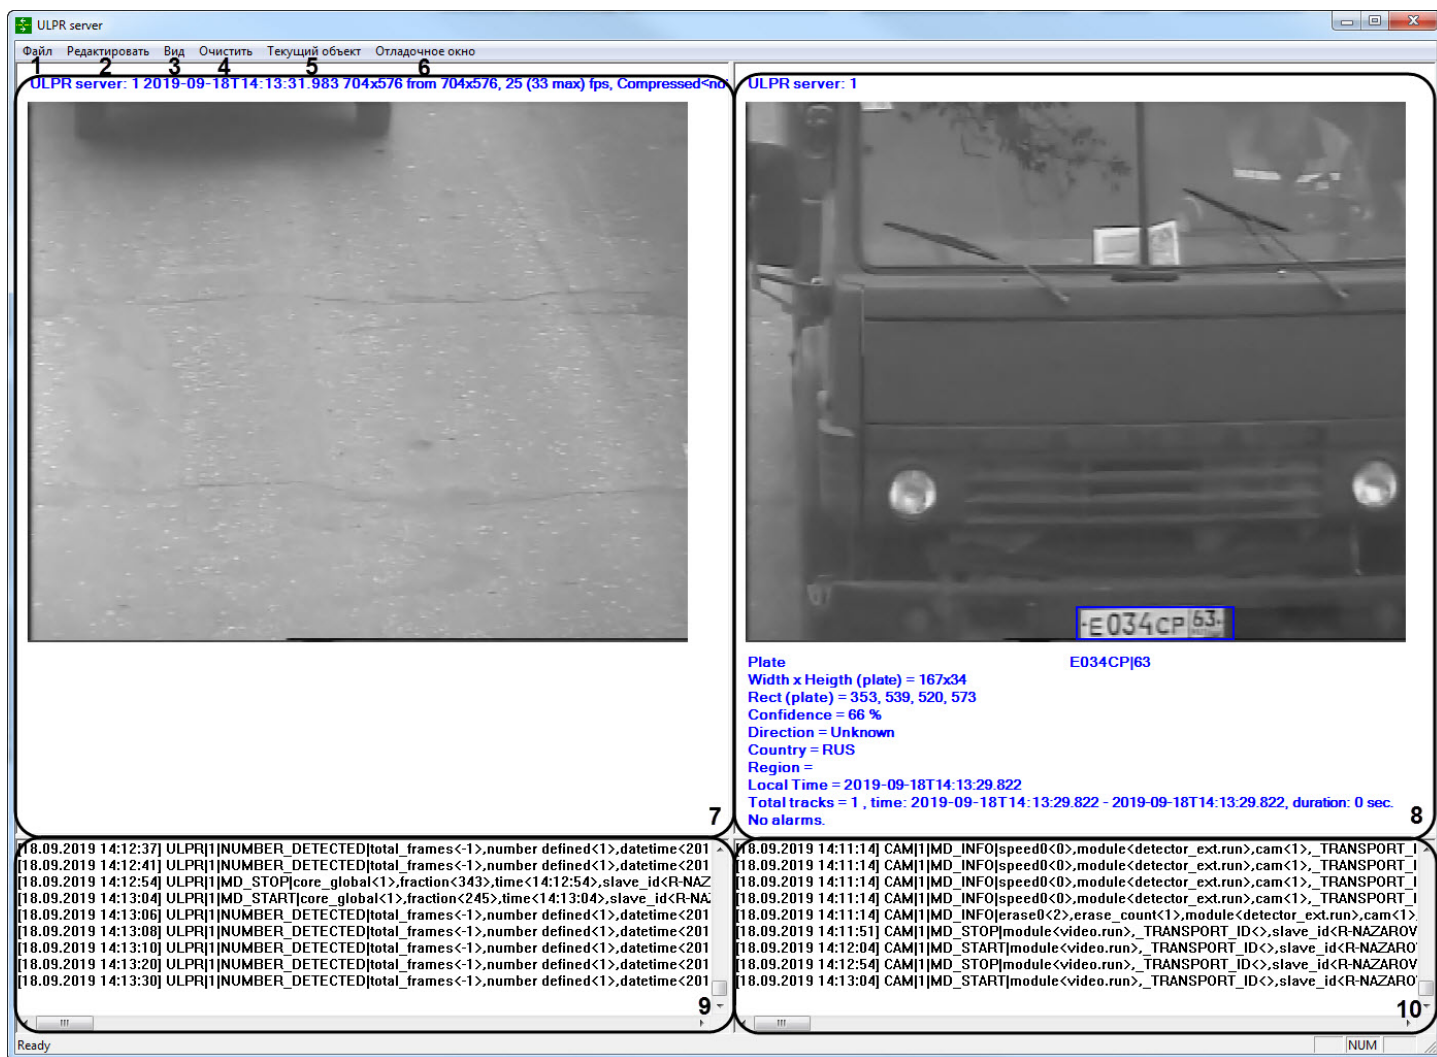 ULPR server
Файл Редактировать Вид Очистить Текущий объект Отладочное окно
1 2 3 4 5 6
ULPR server: 1 2019-09-18T14:13:31.983 704x576 from 704x576, 25 (33 max) fps, Compressed<no
ULPR server: 1
E034CP 63
Plate E034CP|63
Width x Heigth (plate) = 167x34
Rect (plate) = 353, 539, 520, 573
Confidence = 66 %
Direction = Unknown
Country = RUS
Region =
Local Time = 2019-09-18T14:13:29.822
Total tracks = 1 , time: 2019-09-18T14:13:29.822 - 2019-09-18T14:13:29.822, duration: 0 sec.
No alarms.
7
8
[18.09.2019 14:12:37] ULPR|1|NUMBER_DETECTED|total_frames<-1>,number defined<1>,datetime<201
[18.09.2019 14:12:41] ULPR|1|NUMBER_DETECTED|total_frames<-1>,number defined<1>,datetime<201
[18.09.2019 14:12:54] ULPR|1|MD_STOP|core_global<1>,fraction<343>,time<14:12:54>,slave_id<R-NAZ
[18.09.2019 14:13:04] ULPR|1|MD_START|core_global<1>,fraction<245>,time<14:13:04>,slave_id<R-NA
[18.09.2019 14:13:06] ULPR|1|NUMBER_DETECTED|total_frames<-1>,number defined<1>,datetime<201
[18.09.2019 14:13:08] ULPR|1|NUMBER_DETECTED|total_frames<-1>,number defined<1>,datetime<201
[18.09.2019 14:13:10] ULPR|1|NUMBER_DETECTED|total_frames<-1>,number defined<1>,datetime<201
[18.09.2019 14:13:20] ULPR|1|NUMBER_DETECTED|total_frames<-1>,number defined<1>,datetime<201
[18.09.2019 14:13:30] ULPR|1|NUMBER_DETECTED|total_frames<-1>,number defined<1>,datetime<201
9
[18.09.2019 14:11:14] CAM|1|MD_INFO|speed0<0>,module<detector_ext.run>,cam<1>,_TRANSPORT_I
[18.09.2019 14:11:14] CAM|1|MD_INFO|speed0<0>,module<detector_ext.run>,cam<1>,_TRANSPORT_I
[18.09.2019 14:11:14] CAM|1|MD_INFO|speed0<0>,module<detector_ext.run>,cam<1>,_TRANSPORT_I
[18.09.2019 14:11:14] CAM|1|MD_INFO|speed0<0>,module<detector_ext.run>,cam<1>,_TRANSPORT_I
[18.09.2019 14:11:14] CAM|1|MD_INFO|erase0<2>,erase_count<1>,module<detector_ext.run>,cam<1>,
[18.09.2019 14:11:51] CAM|1|MD_STOP|module<video.run>,_TRANSPORT_ID<>,slave_id<R-NAZAROV
[18.09.2019 14:12:04] CAM|1|MD_START|module<video.run>,_TRANSPORT_ID<>,slave_id<R-NAZARO
[18.09.2019 14:12:54] CAM|1|MD_STOP|module<video.run>,_TRANSPORT_ID<>,slave_id<R-NAZAROV
[18.09.2019 14:13:04] CAM|1|MD_START|module<video.run>,_TRANSPORT_ID<>,slave_id<R-NAZARO
10
Ready NUM